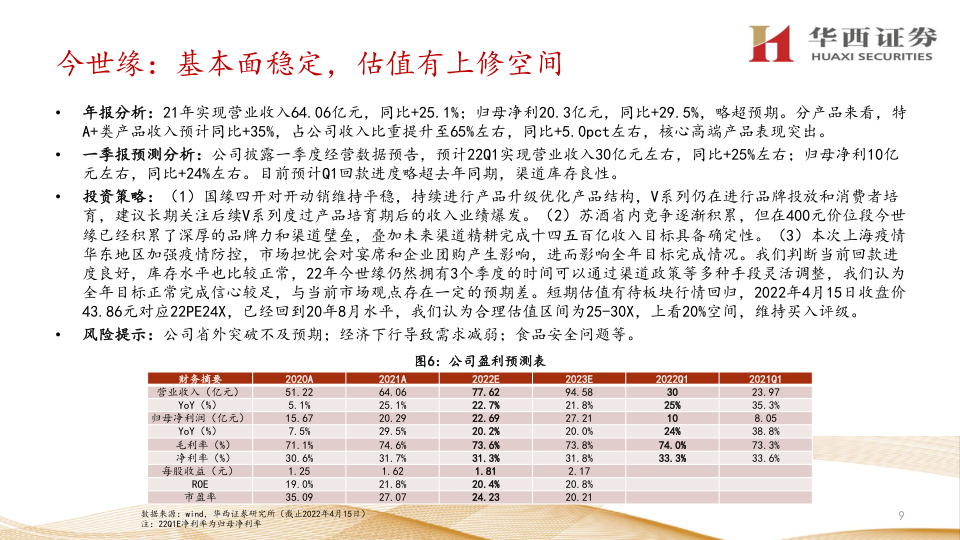 华西证券
HUAXI SECURITIES
今世缘：基本面稳定，估值有上修空间
• 年报分析：21年实现营业收入64.06亿元，同比+25.1%；归母净利20.3亿元，同比+29.5%，略超预期。分产品来看，特
A+类产品收入预计同比+35%，占公司收入比重提升至65%左右，同比+5.0pct左右，核心高端产品表现突出。
• 一季报预测分析：公司披露一季度经营数据预告，预计22Q1实现营业收入30亿元左右，同比+25%左右；归母净利10亿
元左右，同比+24%左右。目前预计Q1回款进度略超去年同期，渠道库存良性。
• 投资策略：（1）国缘四开对开动销维持平稳，持续进行产品升级优化产品结构，V系列仍在进行品牌投放和消费者培
育，建议长期关注后续V系列度过产品培育期后的收入业绩爆发。（2）苏酒省内竞争逐渐积累，但在400元价位段今世
缘已经积累了深厚的品牌力和渠道壁垒，叠加未来渠道精耕完成十四五百亿收入目标具备确定性。（3）本次上海疫情
华东地区加强疫情防控，市场担忧会对宴席和企业团购产生影响，进而影响全年目标完成情况。我们判断当前回款进
度良好，库存水平也比较正常，22年今世缘仍然拥有3个季度的时间可以通过渠道政策等多种手段灵活调整，我们认为
全年目标正常完成信心较足，与当前市场观点存在一定的预期差。短期估值有待板块行情回归，2022年4月15日收盘价
43.86元对应22PE24X，已经回到20年8月水平，我们认为合理估值区间为25-30X，上看20%空间，维持买入评级。
• 风险提示：公司省外突破不及预期；经济下行导致需求减弱；食品安全问题等。
图6：公司盈利预测表
财务摘要 2020A 2021A 2022E 2023E 2022Q1 2021Q1
营业收入（亿元） 51.22 64.06 77.62 94.58 30 23.97
YoY（%） 5.1% 25.1% 22.7% 21.8% 25% 35.3%
归母净利润（亿元） 15.67 20.29 22.69 27.21 10 8.05
YoY（%） 7.5% 29.5% 20.2% 20.0% 24% 38.8%
毛利率（%） 71.1% 74.6% 73.6% 73.8% 74.0% 73.3%
净利率（%） 30.6% 31.7% 31.3% 31.8% 33.3% 33.6%
每股收益（元） 1.25 1.62 1.81 2.17
ROE 19.0% 21.8% 20.4% 20.8%
市盈率 35.09 27.07 24.23 20.21
数据来源：wind，华西证券研究所（截止2022年4月15日）
注：22Q1E净利率为归母净利率
9